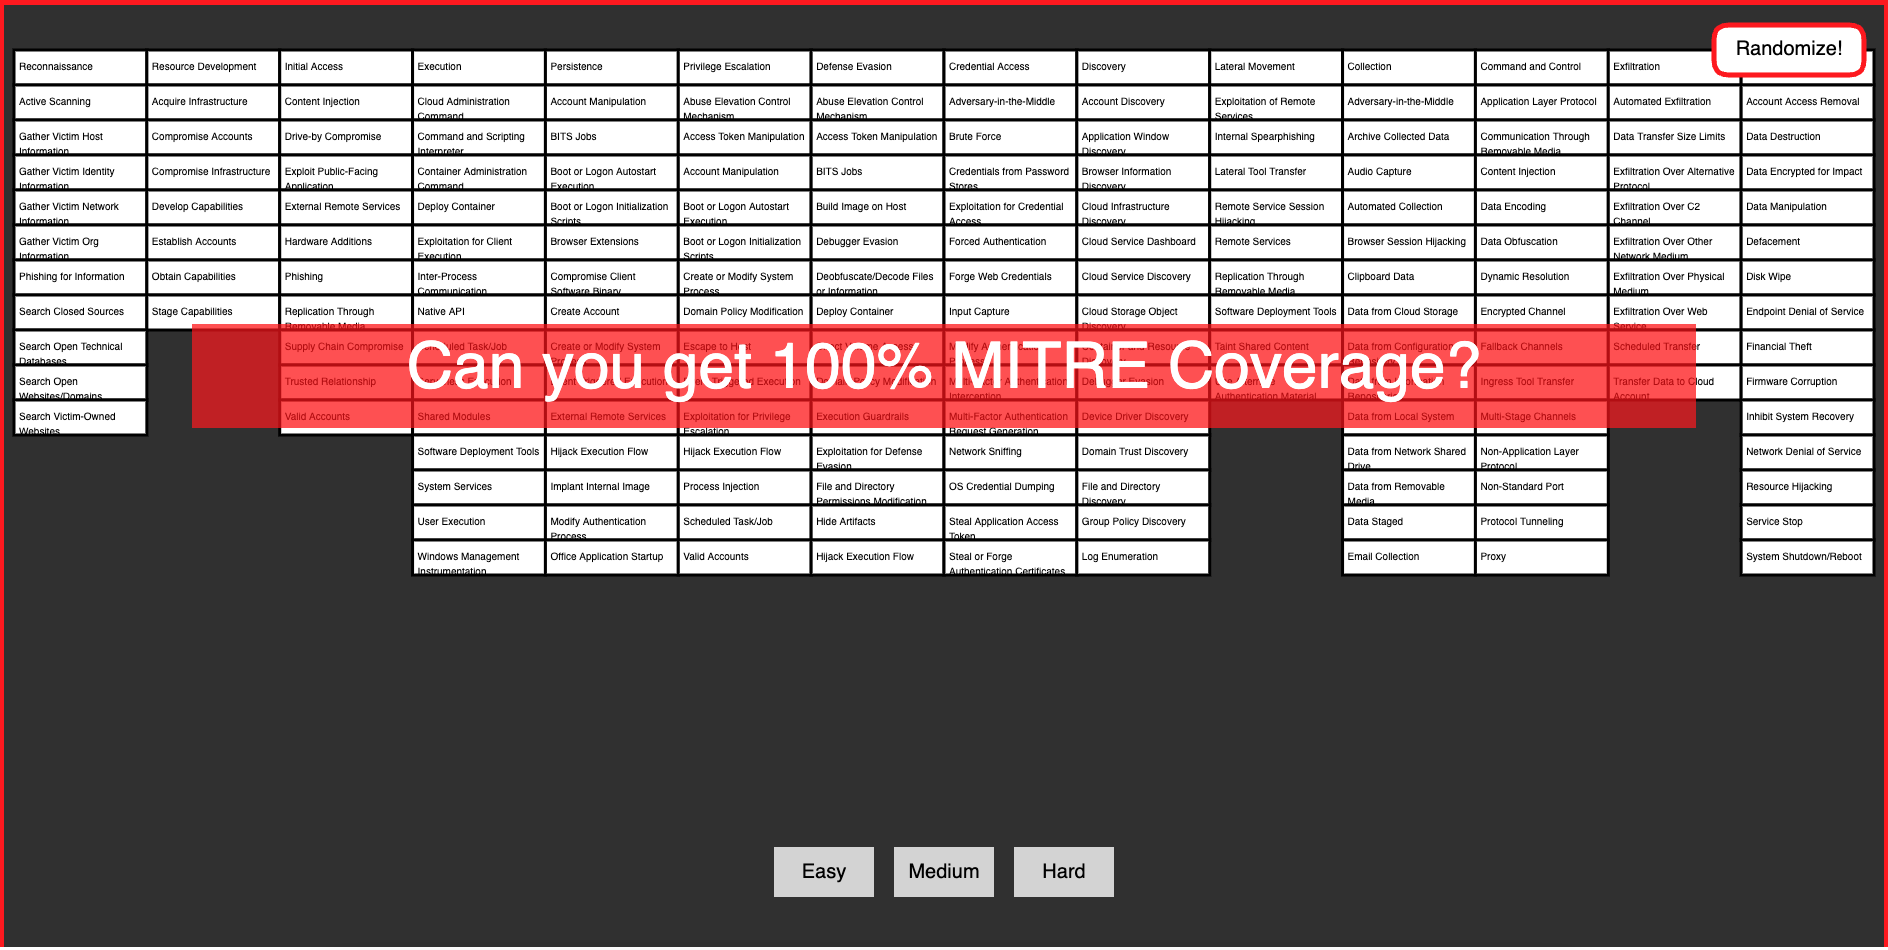 Randomize!
Reconnaissance Resource Development Initial Access Execution Persistence Privilege Escalation Defense Evasion Credential Access Discovery Lateral Movement Collection Command and Control Exfiltration
Active Scanning Acquire Infrastructure Content Injection Cloud Administration Command Account Manipulation Abuse Elevation Control Mechanism Abuse Elevation Control Mechanism Adversary-in-the-Middle Account Discovery Exploitation of Remote Services Adversary-in-the-Middle Application Layer Protocol Automated Exfiltration Account Access Removal
Gather Victim Host Information Compromise Accounts Drive-by Compromise Command and Scripting Interpreter BITS Jobs Access Token Manipulation Access Token Manipulation Brute Force Application Window Discovery Internal Spearphishing Archive Collected Data Communication Through Removable Media Data Transfer Size Limits Data Destruction
Gather Victim Identity Information Compromise Infrastructure Exploit Public-Facing Application Container Administration Command Boot or Logon Autostart Execution Account Manipulation BITS Jobs Credentials from Password Stores Browser Information Discovery Lateral Tool Transfer Audio Capture Content Injection Exfiltration Over Alternative Protocol Data Encrypted for Impact
Gather Victim Network Information Develop Capabilities External Remote Services Deploy Container Boot or Logon Initialization Scripts Boot or Logon Autostart Execution Build Image on Host Exploitation for Credential Access Cloud Infrastructure Discovery Remote Service Session Hijacking Automated Collection Data Encoding Exfiltration Over C2 Channel Data Manipulation
Gather Victim Org Information Establish Accounts Hardware Additions Exploitation for Client Execution Browser Extensions Boot or Logon Initialization Scripts Debugger Evasion Forced Authentication Cloud Service Dashboard Remote Services Browser Session Hijacking Data Obfuscation Exfiltration Over Other Network Medium Defacement
Phishing for Information Obtain Capabilities Phishing Inter-Process Communication Compromise Client Software Binary Create or Modify System Process Deobfuscate/Decode Files or Information Forge Web Credentials Cloud Service Discovery Replication Through Removable Media Clipboard Data Dynamic Resolution Exfiltration Over Physical Medium Disk Wipe
Search Closed Sources Stage Capabilities Replication Through Removable Media Native API Create Account Domain Policy Modification Deploy Container Input Capture Cloud Storage Object Discovery Software Deployment Tools Data from Cloud Storage Encrypted Channel Exfiltration Over Web Service Endpoint Denial of Service
Search Open Technical Databases Supply Chain Compromise Task/Job Create or Modify System Escape to Taint Shared Content Data from Configuration Fallback Channels Scheduled Transfer Financial Theft
Can you get 100% MITRE Coverage?
Search Open Websites/Domains Trusted Relationship Evasion Authentication Material Ingress Tool Transfer Transfer Data to Cloud Account Firmware Corruption
Search Victim-Owned Websites Valid Accounts Shared Modules External Remote Services Exploitation for Privilege Escalation Execution Guardrails Multi-Factor Authentication Request Generation Device Driver Discovery Data from Local System Multi-Stage Channels Inhibit System Recovery
Software Deployment Tools Hijack Execution Flow Hijack Execution Flow Exploitation for Defense Evasion Network Sniffing Domain Trust Discovery Data from Network Shared Drive Non-Application Layer Protocol Network Denial of Service
System Services Implant Internal Image Process Injection File and Directory Permissions Modification OS Credential Dumping File and Directory Discovery Data from Removable Media Non-Standard Port Resource Hijacking
User Execution Modify Authentication Process Scheduled Task/Job Hide Artifacts Steal Application Access Token Group Policy Discovery Data Staged Protocol Tunneling Service Stop
Windows Management Instrumentation Office Application Startup Valid Accounts Hijack Execution Flow Steal or Forge Authentication Certificates Log Enumeration Email Collection Proxy System Shutdown/Reboot
Easy Medium Hard